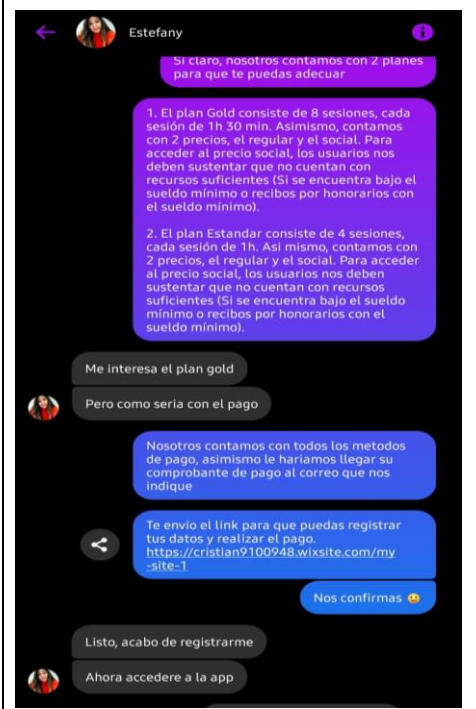 Estefany
Si claro, nosotros contamos con 2 planes
para que te puedas adecuar
1. El plan Gold consiste de 8 sesiones, cada
sesión de 1h 30 min. Asimismo, contamos
con 2 precios, el regular y el social. Para
acceder al precio social, los usuarios nos
deben sustentar que no cuentan con
recursos suficientes (Si se encuentra bajo el
sueldo mínimo o recibos por honorarios con
el sueldo mínimo).
2. El plan Estandar consiste de 4 sesiones,
cada sesión de 1h. Asi mismo, contamos con
2 precios, el regular y el social. Para acceder
al precio social, los usuarios nos deben
sustentar que no cuentan con recursos
suficientes (Si se encuentra bajo el sueldo
mínimo o recibos por honorarios con el
sueldo mínimo).
Me interesa el plan gold
Pero como seria con el pago
Nosotros contamos con todos los metodos
de pago, asimismo le hariamos llegar su
comprobante de pago al correo que nos
indique
Te envio el link para que puedas registrar
tus datos y realizar el pago.
https://cristian9100948.wixsite.com/my
-site-1
Nos confirmas 😀
Listo, acabo de registrarme
Ahora accedere a la app